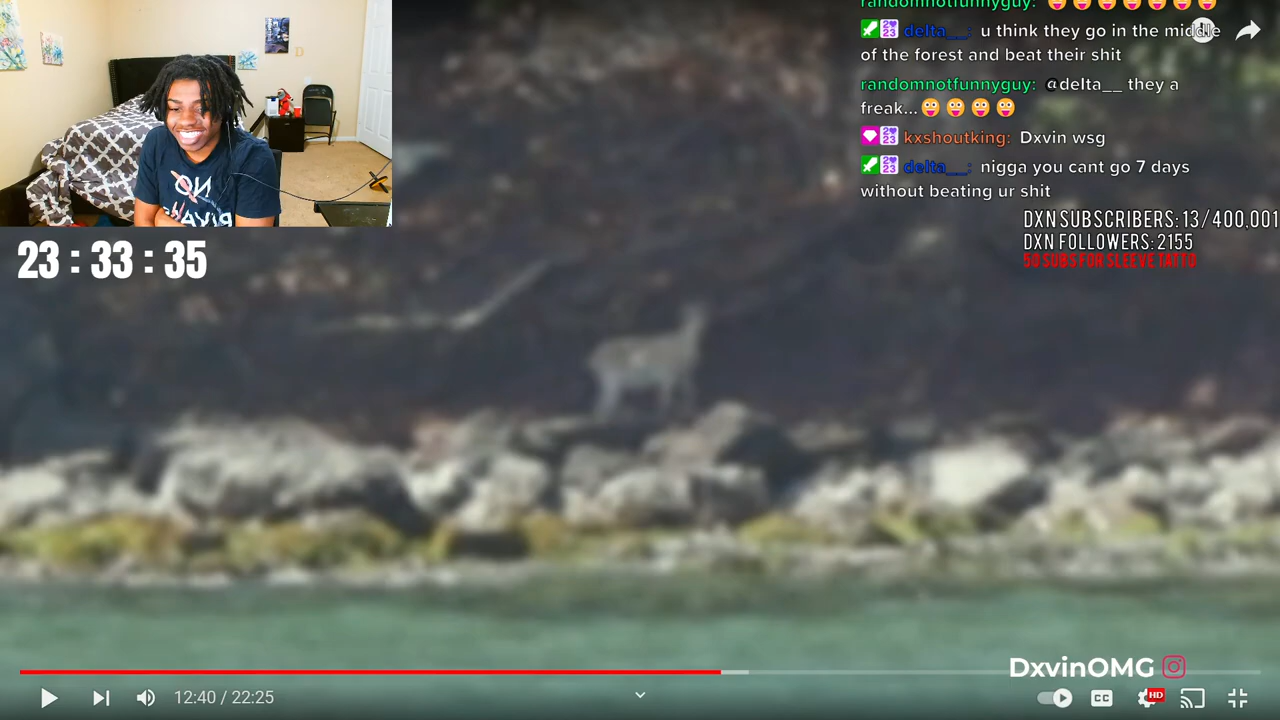 randomnotfunnyguy: 🤪🤪🤪🤪🤪🤪🤪
delta__: u think they go in the middle
of the forest and beat their shit
randomnotfunnyguy: @delta__ they a
freak...🤪🤪🤪🤪
kxshoutking: Dxvin wsg
delta__: nigga you cant go 7 days
without beating ur shit
DXN SUBSCRIBERS: 13/400,001
DXN FOLLOWERS: 2155
50 SUBS FOR SLEEVE TATTO
23 : 33 : 35
DxvinOMG
12:40 / 22:25
CC
HD